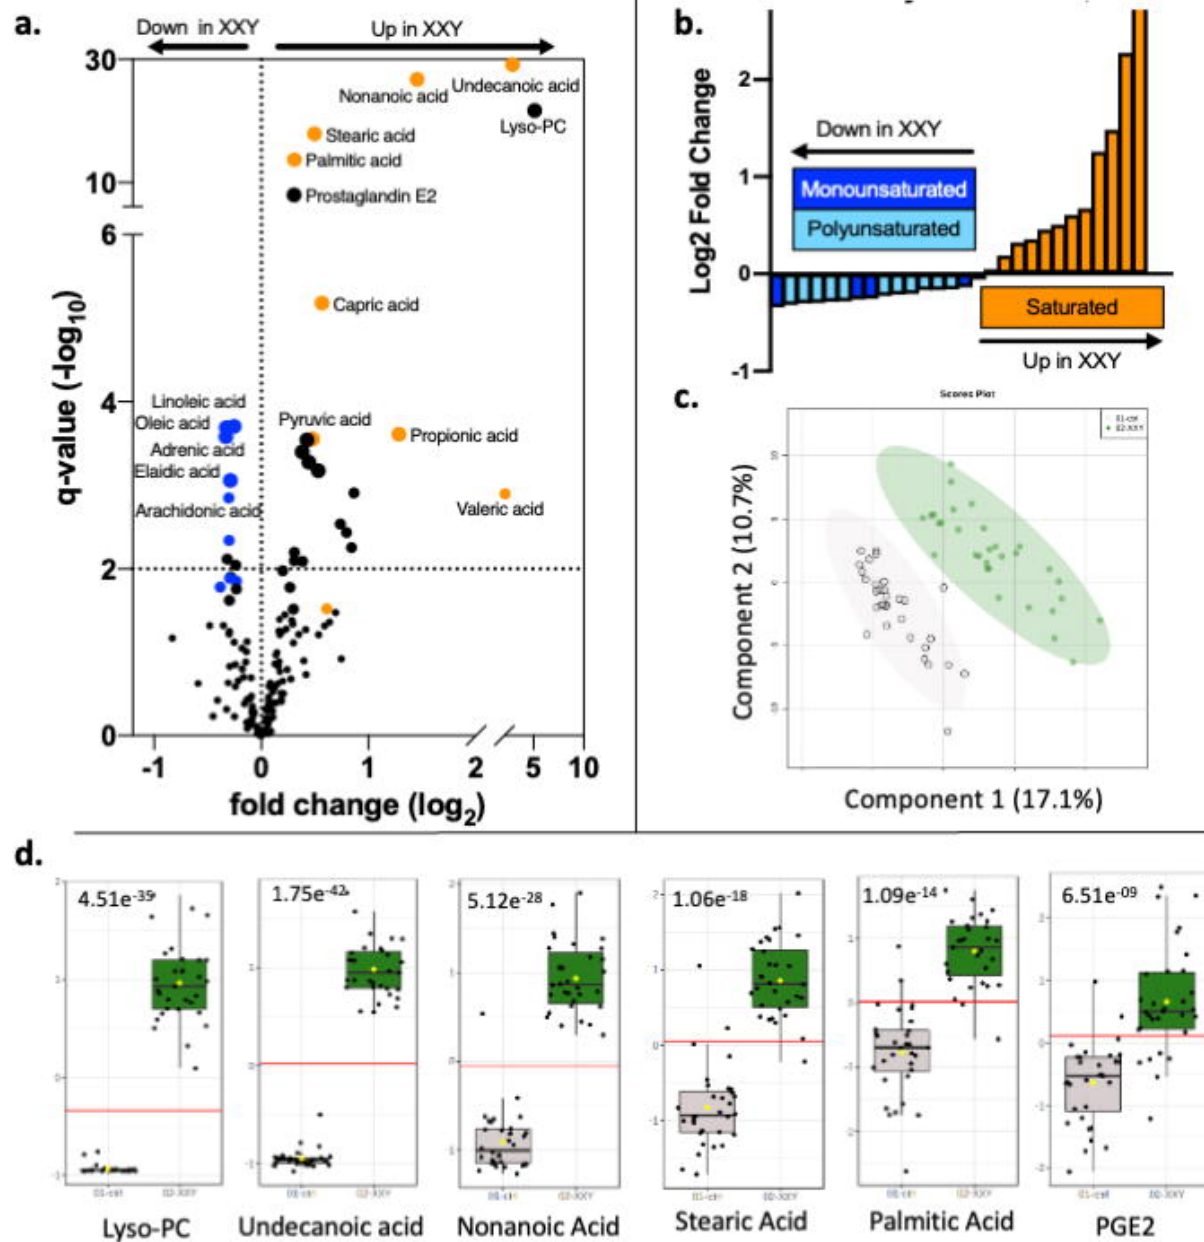 a.
Down in XXY
Up in XXY
30
Undecanoic acid
Nonanoic acid
Lyso-PC
Stearic acid
Palmitic acid
10
Prostaglandin E2
6
Capric acid
4
Linoleic acid
Oleic acid
Pyruvic acid
Propionic acid
Adrenic acid
Elaidic acid
Arachidonic acid
Valeric acid
2
0
q-value (-log10)
-1 0 1 2 5 10
fold change (log2)
b.
2
Down in XXY
1
Monounsaturated
Polyunsaturated
0
Log2 Fold Change
Saturated
-1
Up in XXY
c.
Scores Plot
01-ctrl
02-XXY
Component 2 (10.7%)
Component 1 (17.1%)
d.
4.51e-39 1.75e-42 5.12e-28 1.06e-18 1.09e-14 6.51e-09
Lyso-PC Undecanoic acid Nonanoic Acid Stearic Acid Palmitic Acid PGE2